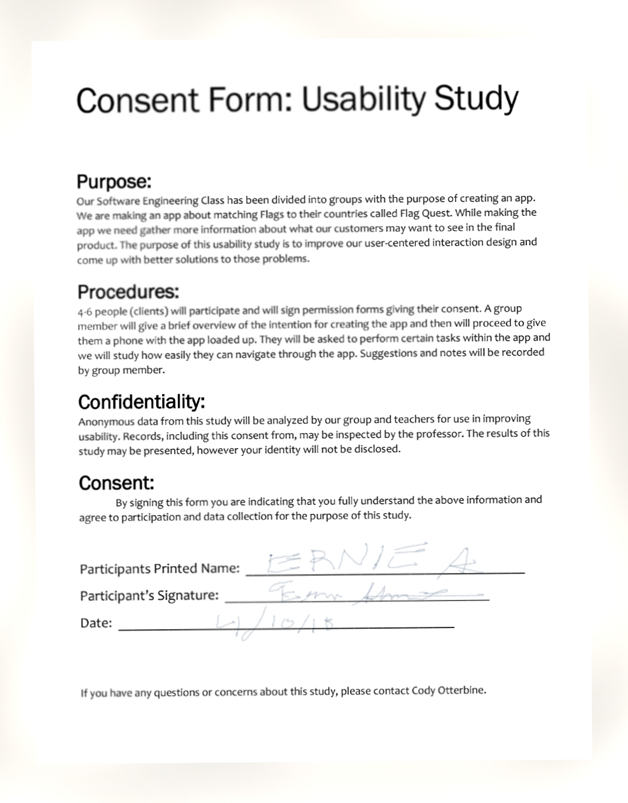 Consent Form: Usability Study
Purpose:
Our Software Engineering Class has been divided into groups with the purpose of creating an app.
We are making an app about matching Flags to their countries called Flag Quest. While making the
app we need gather more information about what our customers may want to see in the final
product. The purpose of this usability study is to improve our user-centered interaction design and
come up with better solutions to those problems.
Procedures:
4-6 people (clients) will participate and will sign permission forms giving their consent. A group
member will give a brief overview of the intention for creating the app and then will proceed to give
them a phone with the app loaded up. They will be asked to perform certain tasks within the app and
we will study how easily they can navigate through the app. Suggestions and notes will be recorded
by group member.
Confidentiality:
Anonymous data from this study will be analyzed by our group and teachers for use in improving
usability. Records, including this consent from, may be inspected by the professor. The results of this
study may be presented, however your identity will not be disclosed.
Consent:
By signing this form you are indicating that you fully understand the above information and
agree to participation and data collection for the purpose of this study.
Participants Printed Name: ERNIE A
Participant's Signature:
Date: 4/10/18
If you have any questions or concerns about this study, please contact Cody Otterbine.